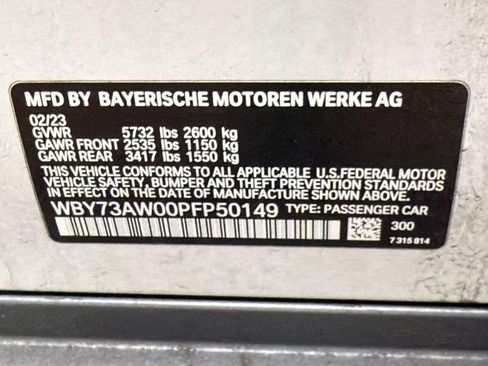 MFD BY BAYERISCHE MOTOREN WERKE AG
02/23
GVWR 5732 lbs 2600 kg
GAWR FRONT 2535 lbs 1150 kg
GAWR REAR 3417 lbs 1550 kg
THIS VEHICLE CONFORMS TO ALL APPLICABLE U.S.FEDERAL MOTOR
VEHICLE SAFETY, BUMPER AND THEFT PREVENTION STANDARDS IN
EFFECT ON THE DATE OF MANUFACTURE SHOWN ABOVE.
WBY73AW00PFP50149 TYPE: PASSENGER CAR
300
7 315 814